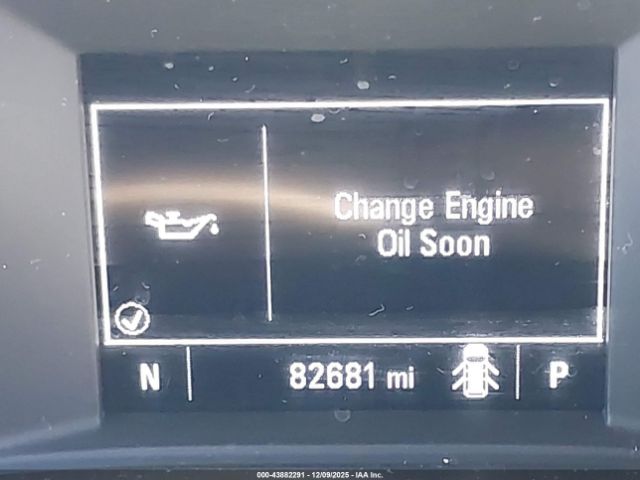 Change Engine
Oil Soon
N 82681 mi P
000-43882291 - 12/09/2025 - IAA Inc.